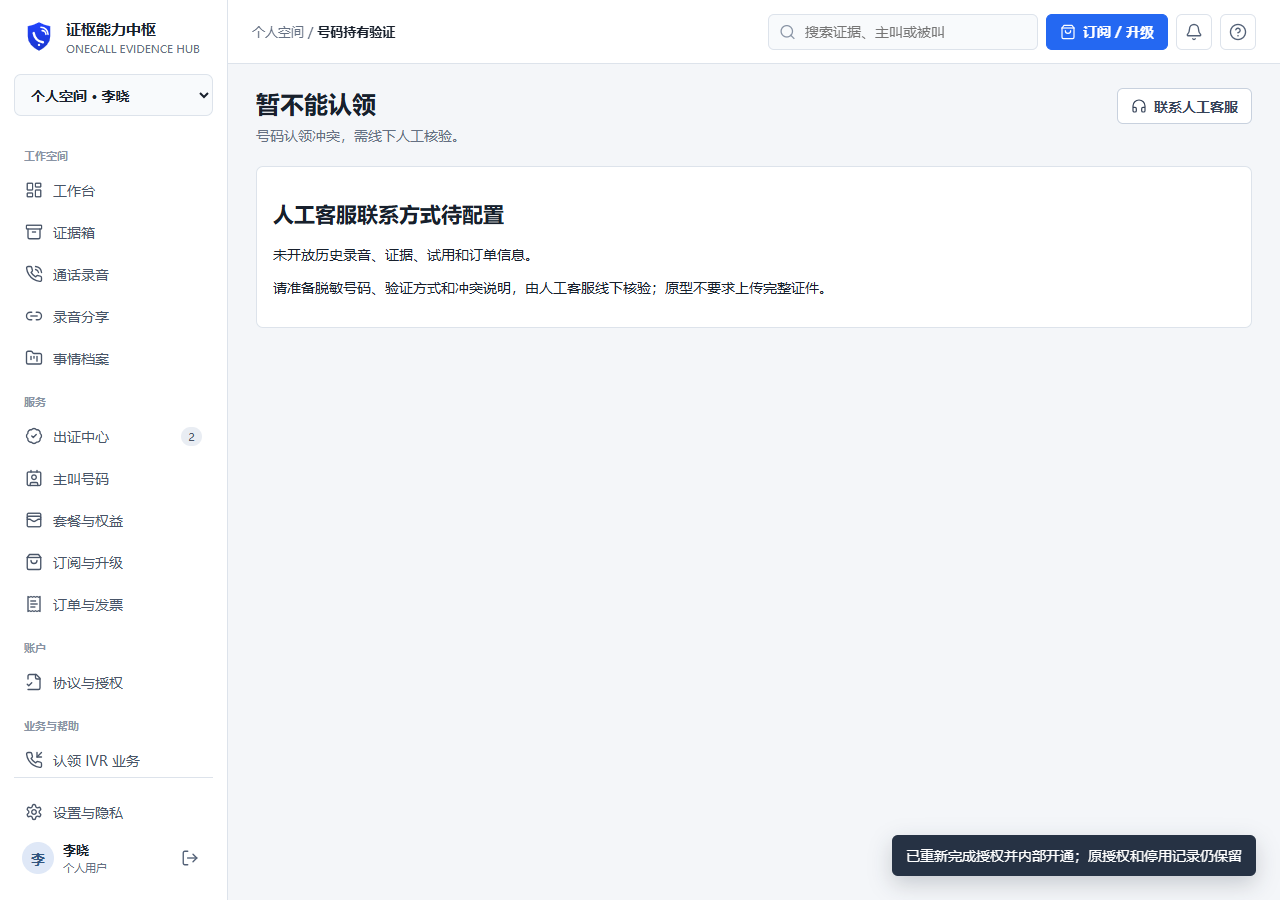 证枢能力中枢
ONECALL EVIDENCE HUB
个人空间 • 李晓
工作空间
工作台
证据箱
通话录音
录音分享
事情档案
服务
出证中心
2
主叫号码
套餐与权益
订阅与升级
订单与发票
账户
协议与授权
业务与帮助
认领 IVR 业务
设置与隐私
李
李晓
个人用户
个人空间 / 号码持有验证
搜索证据、主叫或被叫
订阅 / 升级
暂不能认领
号码认领冲突，需线下人工核验。
联系人工客服
人工客服联系方式待配置
未开放历史录音、证据、试用和订单信息。
请准备脱敏号码、验证方式和冲突说明，由人工客服线下核验；原型不要求上传完整证件。
已重新完成授权并内部开通；原授权和停用记录仍保留